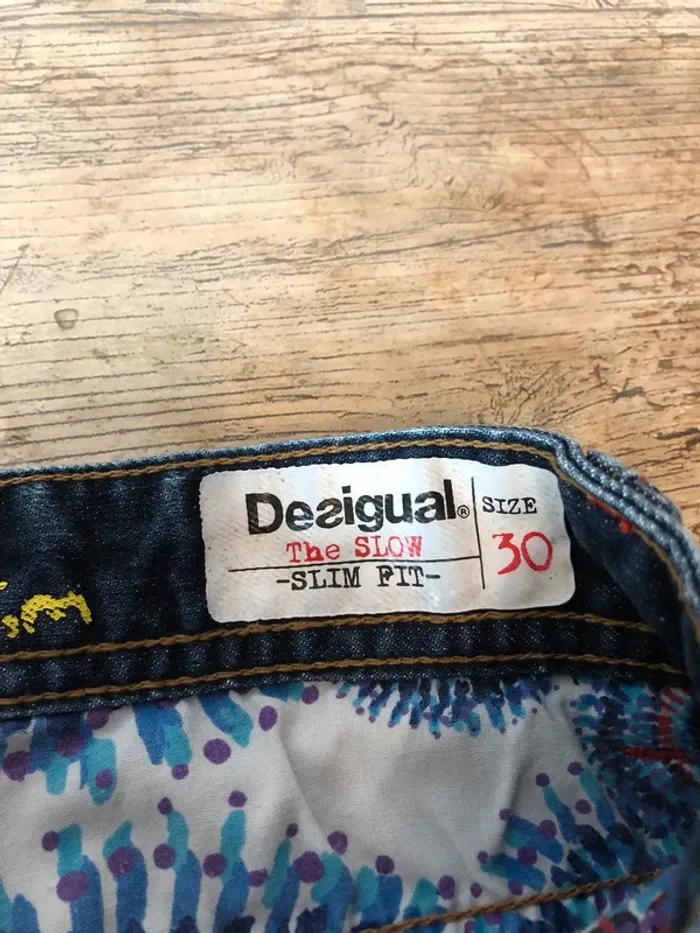 Desigual®
The SLOW
-SLIM FIT-
SIZE
30